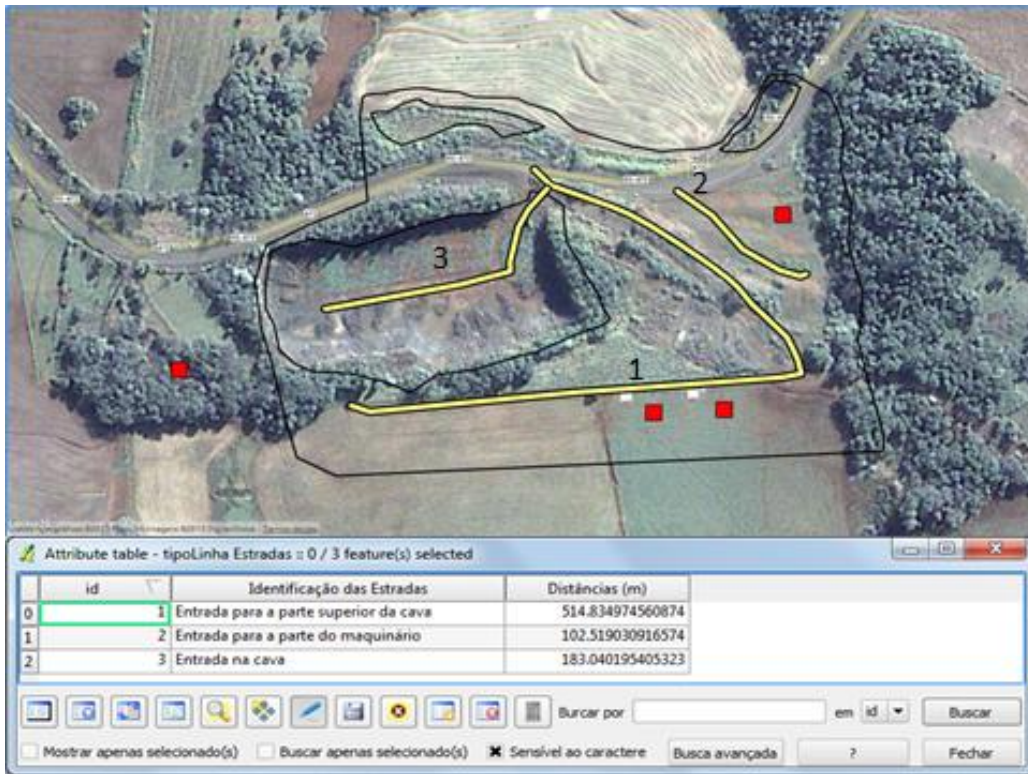 2
3
1
Attribute table - tipoLinha Estradas :: 0 / 3 feature(s) selected
id Identificação das Estradas Distâncias (m)
0 1 Entrada para a parte superior da cava 514.834974560874
1 2 Entrada para a parte do maquinário 102.519030916574
2 3 Entrada na cava 183.040195405323
Burcar por em id Buscar
Mostrar apenas selecionado(s) Buscar apenas selecionado(s) Sensível ao caractere Busca avançada ? Fechar